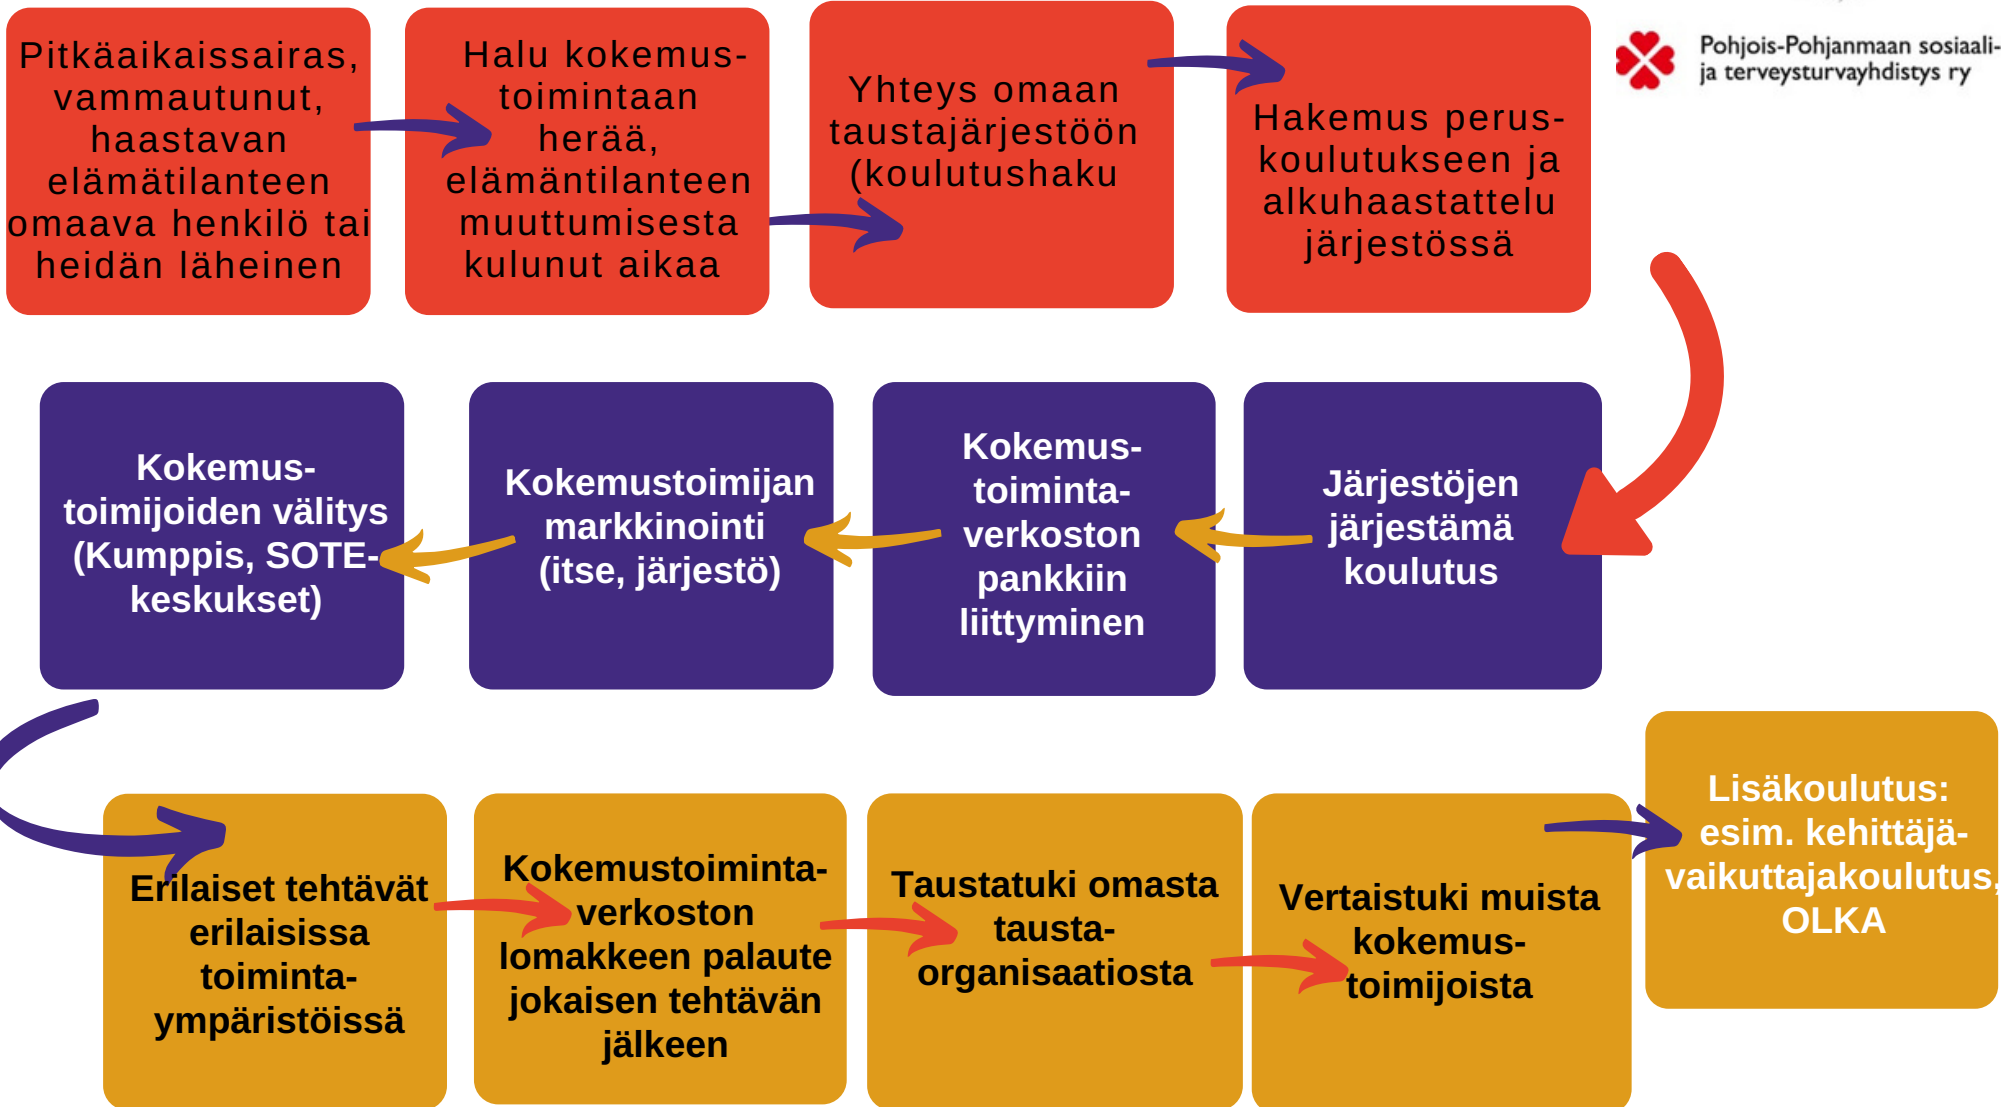 Pitkäaikaissairas,
vammautunut,
haastavan
elämätilanteen
omaava henkilö tai
heidän läheinen
Halu kokemus-
toimintaan
herää,
elämäntilanteen
muuttumisesta
kulunut aikaa
Yhteys omaan
taustajärjestöön
(koulutushaku
Hakemus perus-
koulutukseen ja
alkuhaastattelu
järjestössä
Pohjois-Pohjanmaan sosiaali-
ja terveysturvayhdistys ry
Kokemus-
toimijoiden välitys
(Kumppis, SOTE-
keskukset)
Kokemustoimijan
markkinointi
(itse, järjestö)
Kokemus-
toiminta-
verkoston
pankkiin
liittyminen
Järjestöjen
järjestämä
koulutus
Erilaiset tehtävät
erilaisissa
toiminta-
ympäristöissä
Kokemustoiminta-
verkoston
lomakkeen palaute
jokaisen tehtävän
jälkeen
Taustatuki omasta
tausta-
organisaatiosta
Vertaistuki muista
kokemus-
toimijoista
Lisäkoulutus:
esim. kehittäjä-
vaikuttajakoulutus,
OLKA